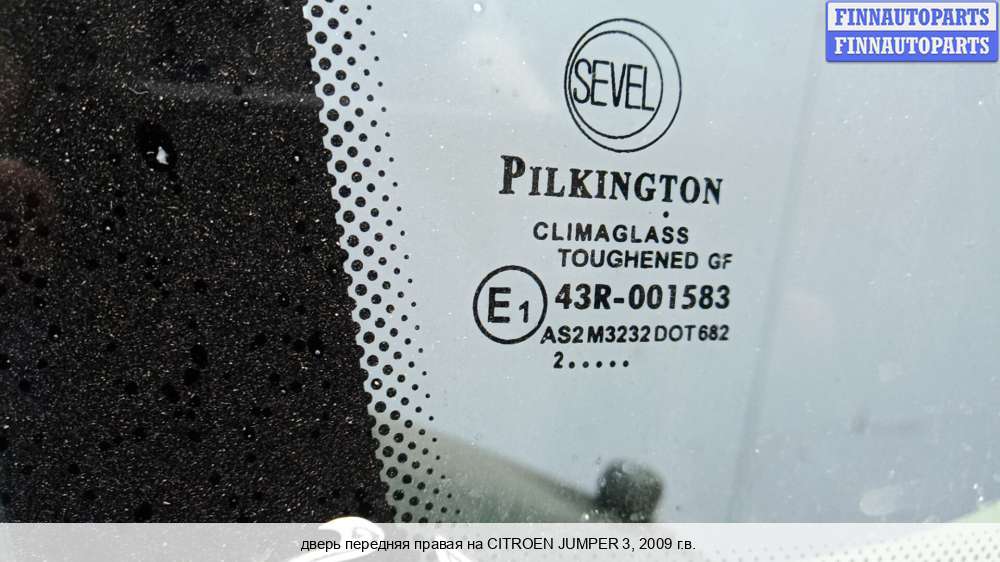 FINNAUTOPARTS
FINNAUTOPARTS
SEVEL
PILKINGTON
CLIMAGLASS
TOUGHENED GF
E1 43R-001583
AS2 M3232 DOT 682
2.....
дверь передняя правая на CITROEN JUMPER 3, 2009 г.в.